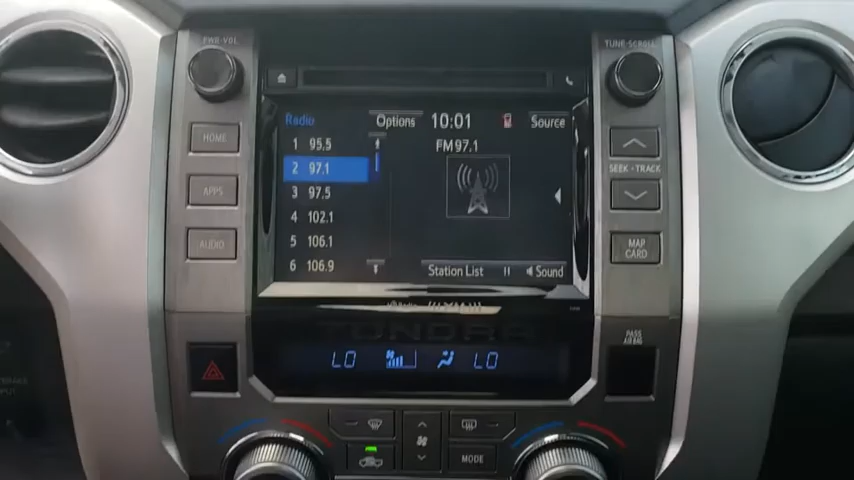 PWR•VOL
TUNE•SCROLL
HOME
APPS
AUDIO
Radio
Options
10:01
Source
1 95.5
2 97.1
3 97.5
4 102.1
5 106.1
6 106.9
FM 97.1
Station List
Sound
SEEK•TRACK
MAP
CARD
TUNDRA
PASS
AIR BAG
LO
LO
MODE